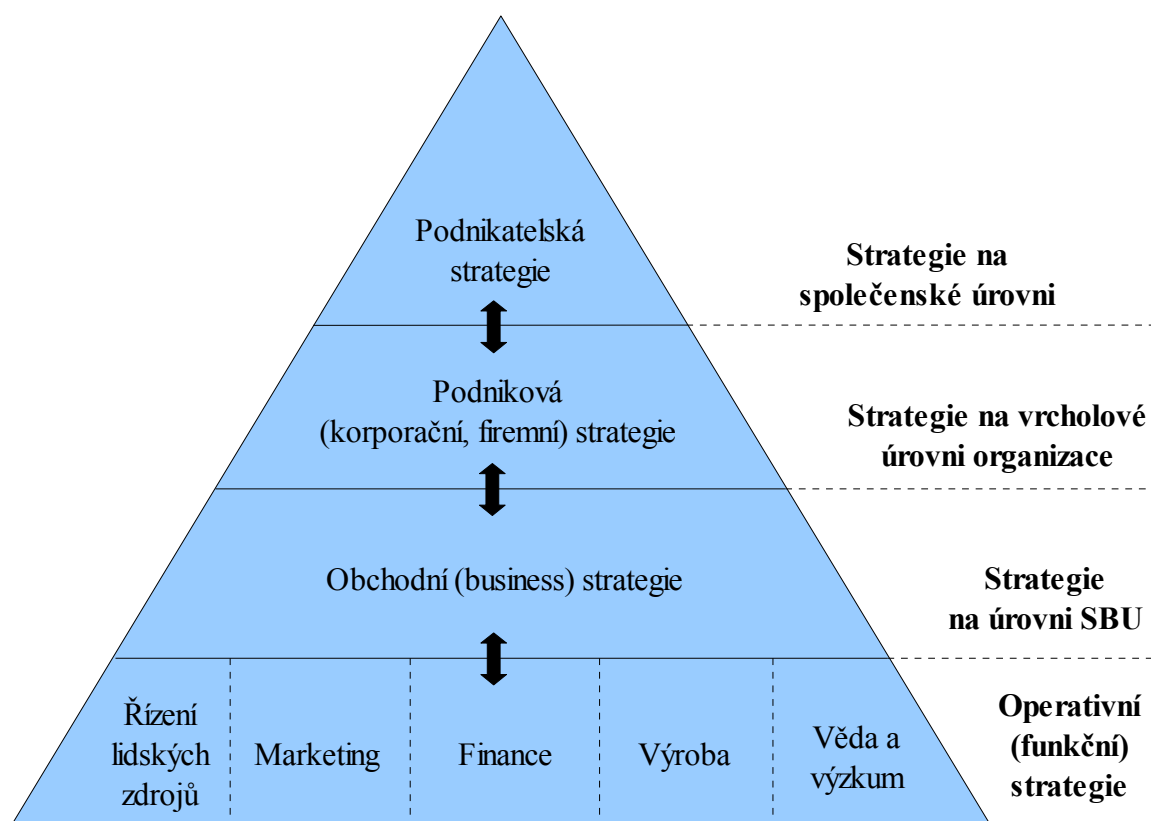 Podnikatelská
strategie
Strategie na
společenské úrovni
Podniková
(korporační, firemní) strategie
Strategie na vrcholové
úrovni organizace
Obchodní (business) strategie
Strategie
na úrovni SBU
Řízení
lidských
zdrojů
Marketing
Finance
Výroba
Věda a
výzkum
Operativní
(funkční)
strategie